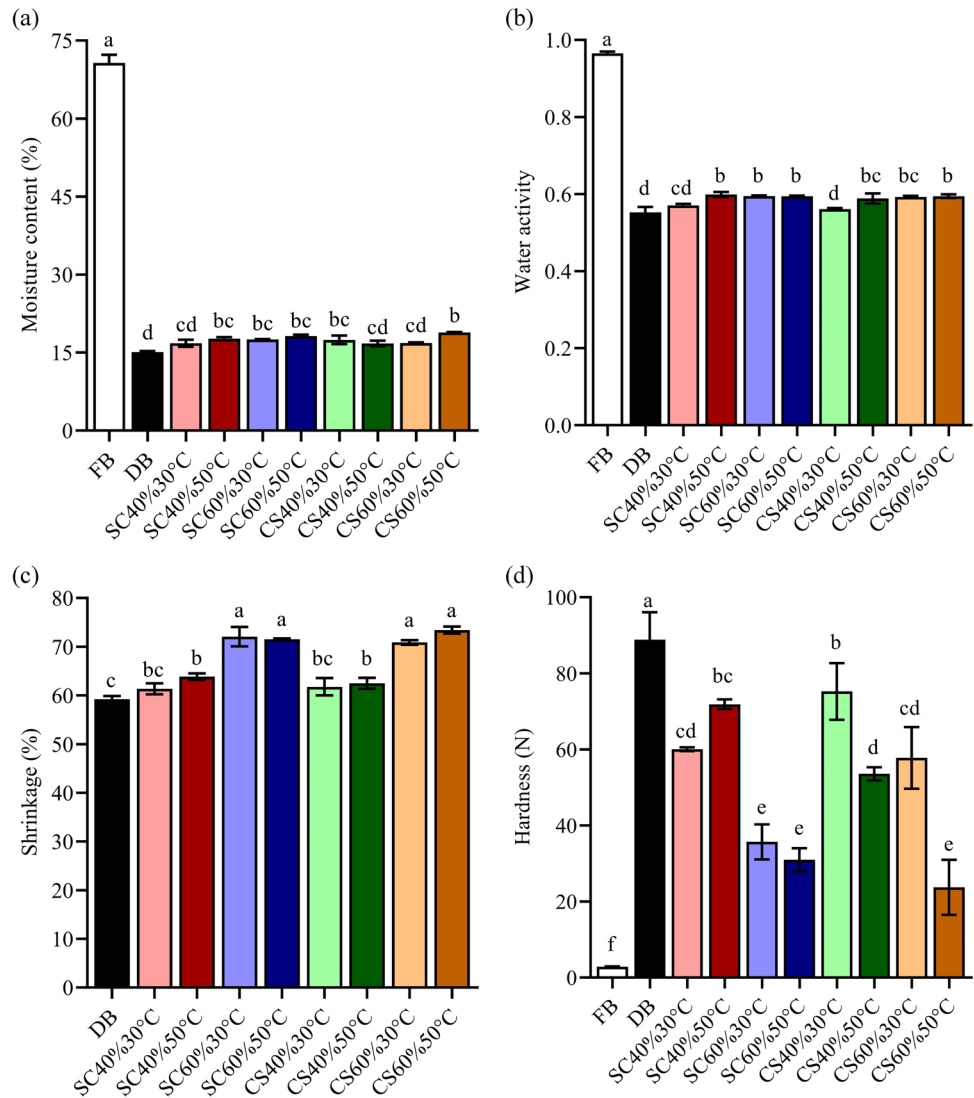 (a)
Moisture content (%)
75
60
45
30
15
0
a
d
cd
bc
bc
bc
bc
cd
cd
b
FB
DB
SC40%30°C
SC40%50°C
SC60%30°C
SC60%50°C
CS40%30°C
CS40%50°C
CS60%30°C
CS60%50°C
(b)
Water activity
1.0
0.8
0.6
0.4
0.2
0.0
a
d
cd
b
b
b
d
bc
bc
b
FB
DB
SC40%30°C
SC40%50°C
SC60%30°C
SC60%50°C
CS40%30°C
CS40%50°C
CS60%30°C
CS60%50°C
(c)
Shrinkage (%)
80
70
60
50
40
30
20
10
0
c
bc
b
a
a
bc
b
a
a
DB
SC40%30°C
SC40%50°C
SC60%30°C
SC60%50°C
CS40%30°C
CS40%50°C
CS60%30°C
CS60%50°C
(d)
Hardness (N)
100
80
60
40
20
0
f
a
cd
bc
e
e
b
d
cd
e
FB
DB
SC40%30°C
SC40%50°C
SC60%30°C
SC60%50°C
CS40%30°C
CS40%50°C
CS60%30°C
CS60%50°C